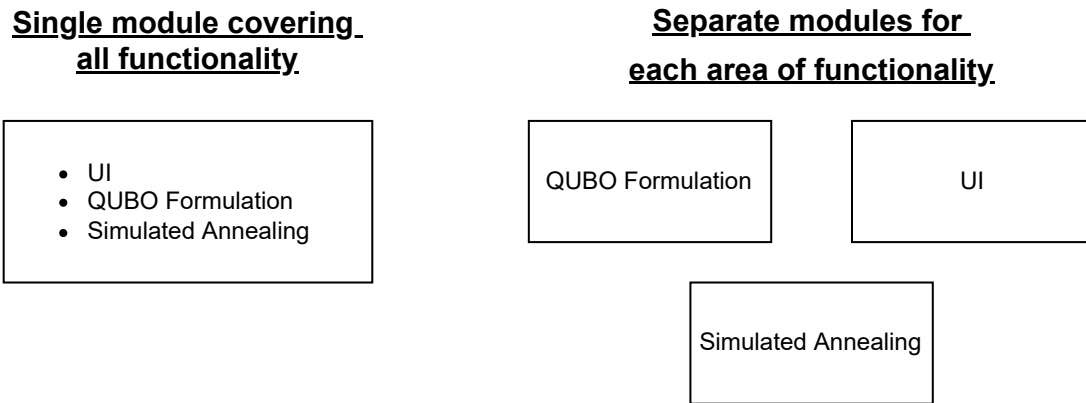 Single module covering
all functionality
• UI
• QUBO Formulation
• Simulated Annealing
Separate modules for
each area of functionality
QUBO Formulation
UI
Simulated Annealing